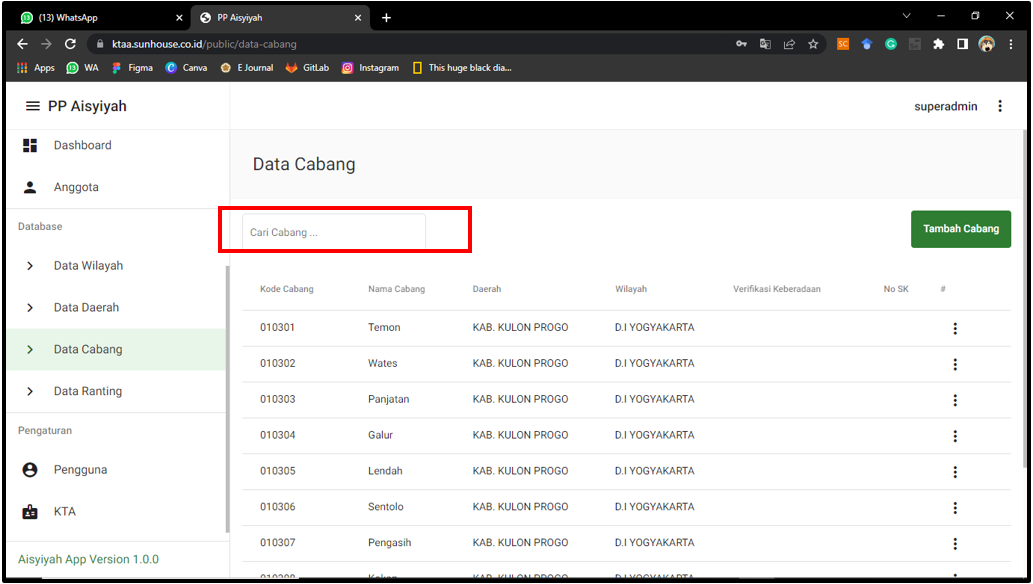 (13) WhatsApp
PP Aisyiyah
ktaa.sunhouse.co.id/public/data-cabang
Apps
WA
Figma
Canva
E Journal
GitLab
Instagram
This huge black dia...
PP Aisyiyah
superadmin
Dashboard
Anggota
Database
Data Wilayah
Data Daerah
Data Cabang
Data Ranting
Pengaturan
Pengguna
KTA
Aisyiyah App Version 1.0.0
Data Cabang
Cari Cabang ...
Tambah Cabang
Kode Cabang Nama Cabang Daerah Wilayah Verifikasi Keberadaan No SK #
010301 Temon KAB. KULON PROGO D.I YOGYAKARTA
010302 Wates KAB. KULON PROGO D.I YOGYAKARTA
010303 Panjatan KAB. KULON PROGO D.I YOGYAKARTA
010304 Galur KAB. KULON PROGO D.I YOGYAKARTA
010305 Lendah KAB. KULON PROGO D.I YOGYAKARTA
010306 Sentolo KAB. KULON PROGO D.I YOGYAKARTA
010307 Pengasih KAB. KULON PROGO D.I YOGYAKARTA